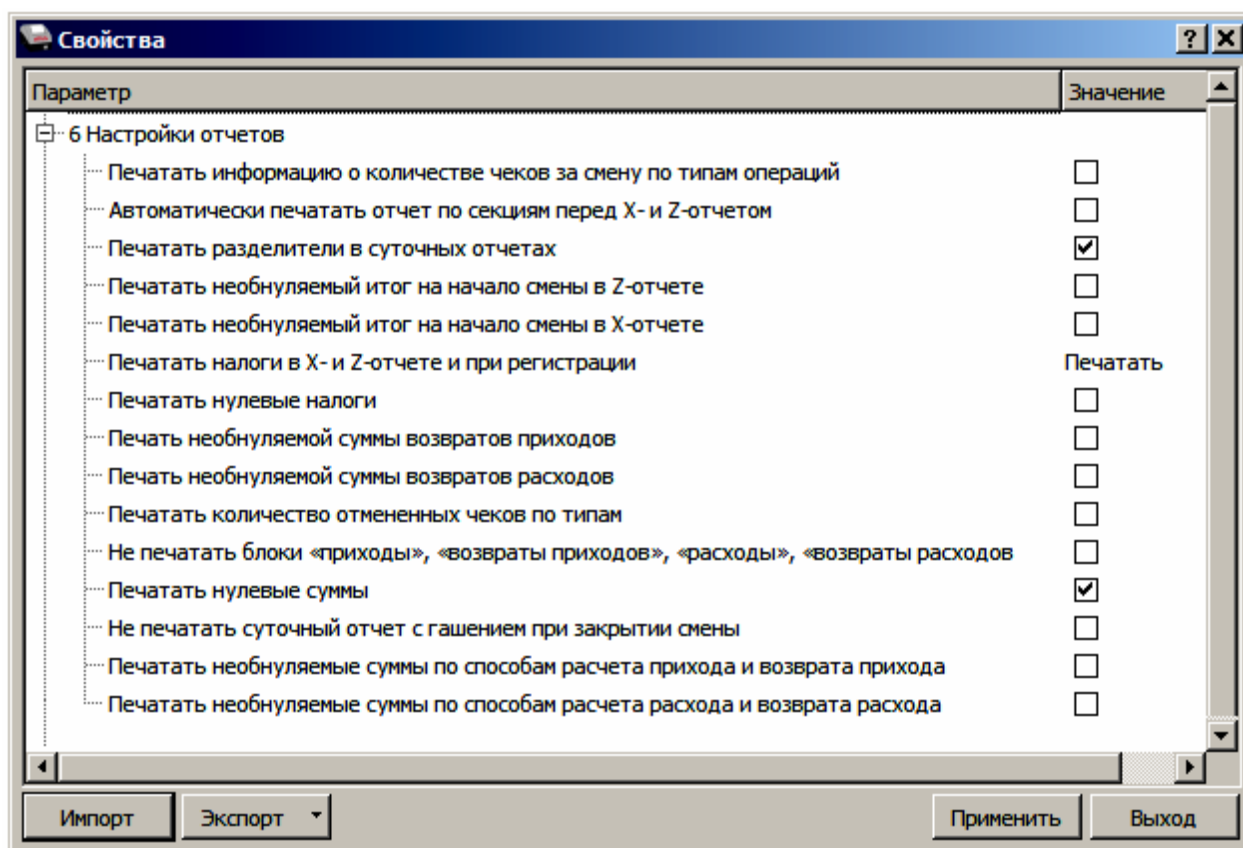 Свойства
Параметр Значение
6 Настройки отчетов
Печатать информацию о количестве чеков за смену по типам операций
Автоматически печатать отчет по секциям перед X- и Z-отчетом
Печатать разделители в суточных отчетах
Печатать необнуляемый итог на начало смены в Z-отчете
Печатать необнуляемый итог на начало смены в X-отчете
Печатать налоги в X- и Z-отчете и при регистрации Печатать
Печатать нулевые налоги
Печать необнуляемой суммы возвратов приходов
Печать необнуляемой суммы возвратов расходов
Печатать количество отмененных чеков по типам
Не печатать блоки «приходы», «возвраты приходов», «расходы», «возвраты расходов
Печатать нулевые суммы
Не печатать суточный отчет с гашением при закрытии смены
Печатать необнуляемые суммы по способам расчета прихода и возврата прихода
Печатать необнуляемые суммы по способам расчета расхода и возврата расхода
Импорт Экспорт Применить Выход